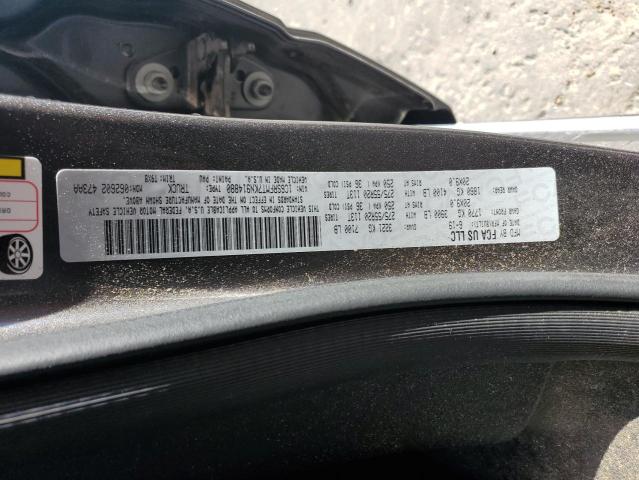 MFD BY FCA US LLC
DATE OF MFR(BUILT): 6-19 GVWR: 3221 KG 7100 LB
GAWR FRONT: 1770 KG 3900 LB WITH 275/55R20 113T TIRES
20X9.0 RIMS AT 250 KPA/ 36 PSI COLD
GAWR REAR: 1860 KG 4100 LB WITH 275/55R20 113T TIRES
20X9.0 RIMS AT 250 KPA/ 36 PSI COLD
THIS VEHICLE CONFORMS TO ALL APPLICABLE U.S.A. FEDERAL MOTOR VEHICLE SAFETY
STANDARDS IN EFFECT ON THE DATE OF MANUFACTURE SHOWN ABOVE.
TYPE: TRUCK MDH:062602 473AA
VEHICLE MADE IN U.S.A. PAINT: PAU TRIM: